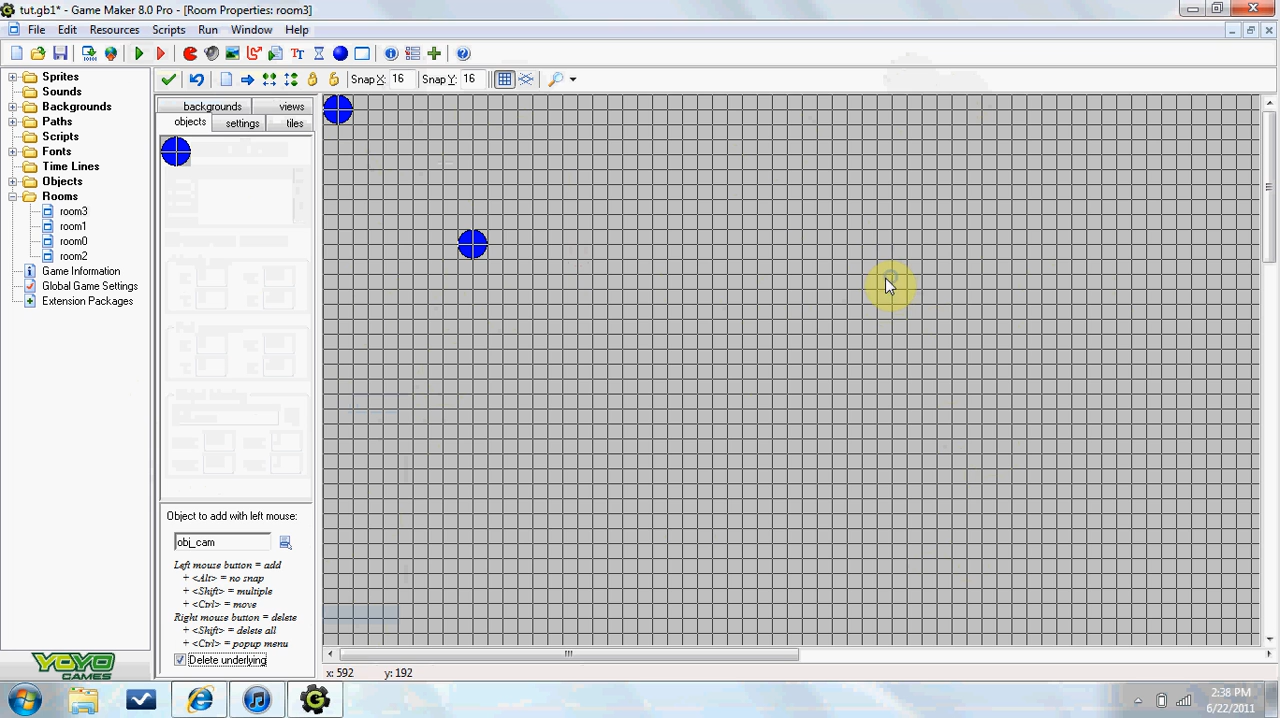 tut.gb1* - Game Maker 8.0 Pro - [Room Properties: room3]
File Edit Resources Scripts Run Window Help
Snap X: 16 Snap Y: 16
Sprites
Sounds
Backgrounds
Paths
Scripts
Fonts
Time Lines
Objects
Rooms
room3
room1
room0
room2
Game Information
Global Game Settings
Extension Packages
backgrounds views
objects settings tiles
Object to add with left mouse:
obj_cam
Left mouse button = add
+ <Alt> = no snap
+ <Shift> = multiple
+ <Ctrl> = move
Right mouse button = delete
+ <Shift> = delete all
+ <Ctrl> = popup menu
Delete underlying
x: 592 y: 192
YOYO
GAMES
2:38 PM
6/22/2011